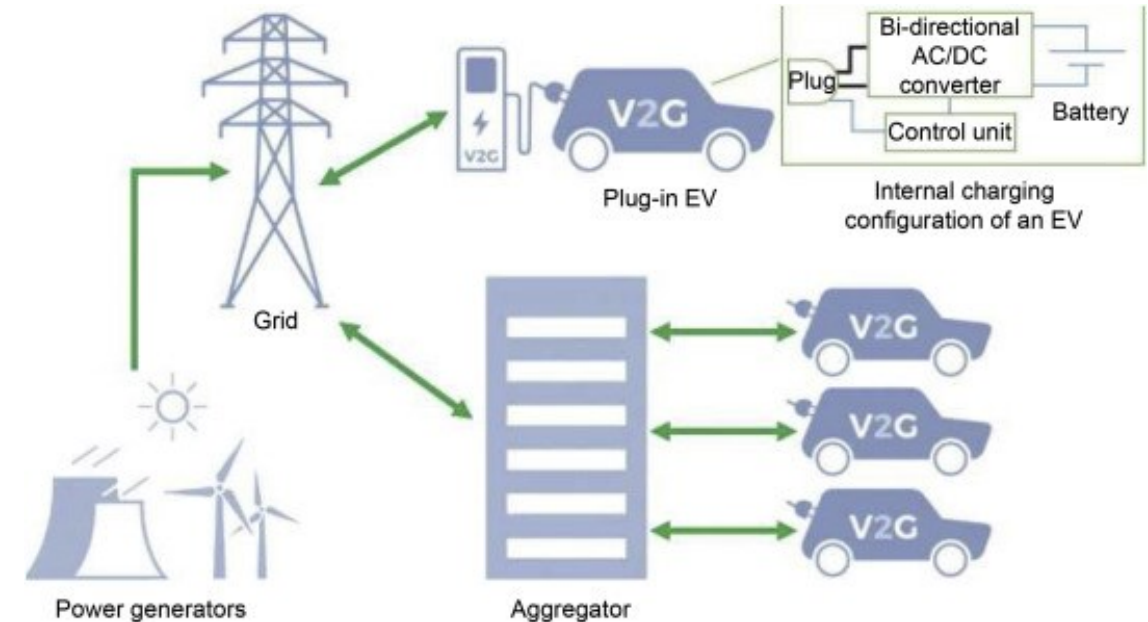 Bi-directional
AC/DC
converter
Plug
Battery
Control unit
V2G
V2G
Plug-in EV
Internal charging
configuration of an EV
Grid
V2G
V2G
V2G
Power generators
Aggregator